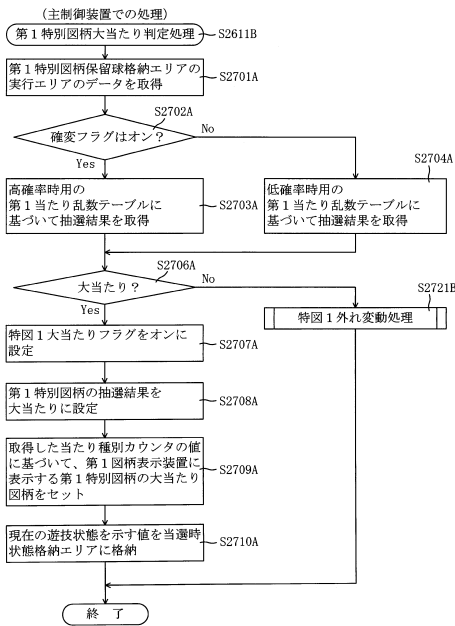 (主制御装置での処理)
第1特別図柄大当たり判定処理
S2611B
第1特別図柄保留球格納エリアの
実行エリアのデータを取得
S2701A
S2702A
確変フラグはオン?
No
Yes
S2704A
高確率時用の
第1当たり乱数テーブルに
基づいて抽選結果を取得
S2703A
低確率時用の
第1当たり乱数テーブルに
基づいて抽選結果を取得
S2706A
大当たり?
No
Yes
S2721B
特図1外れ変動処理
特図1大当たりフラグをオンに
設定
S2707A
第1特別図柄の抽選結果を
大当たりに設定
S2708A
取得した当たり種別カウンタの値
に基づいて、第1図柄表示装置に
表示する第1特別図柄の大当たり
図柄をセット
S2709A
現在の遊技状態を示す値を当選時
状態格納エリアに格納
S2710A
終 了